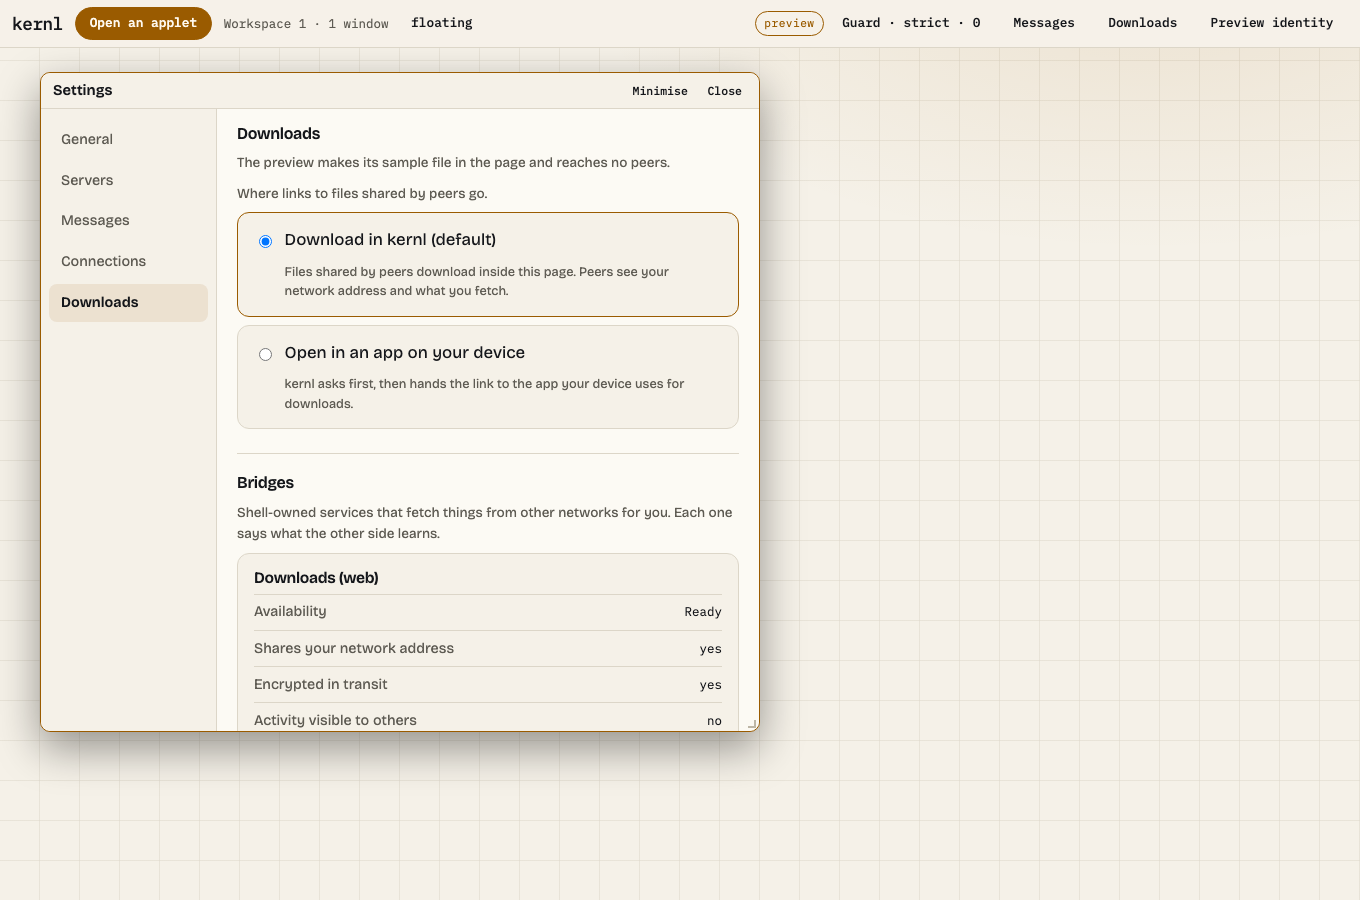 kernl
Open an applet
Workspace 1 · 1 window
floating
preview
Guard · strict · 0
Messages
Downloads
Preview identity
Settings
Minimise
Close
General
Servers
Messages
Connections
Downloads
Downloads
The preview makes its sample file in the page and reaches no peers.
Where links to files shared by peers go.
Download in kernl (default)
Files shared by peers download inside this page. Peers see your
network address and what you fetch.
Open in an app on your device
kernl asks first, then hands the link to the app your device uses for
downloads.
Bridges
Shell-owned services that fetch things from other networks for you. Each one
says what the other side learns.
Downloads (web)
Availability Ready
Shares your network address yes
Encrypted in transit yes
Activity visible to others no